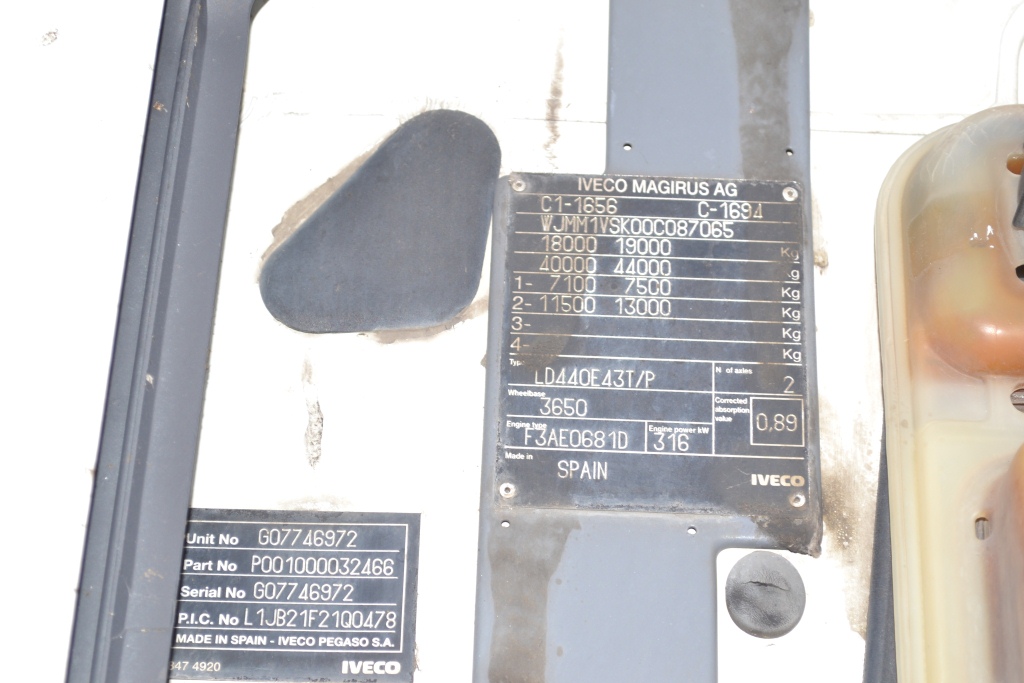 IVECO MAGIRUS AG
C1-1656 C-1694
WJMM1VSK00C087065
18000 19000 Kg
40000 44000 Kg
1- 7100 7500 Kg
2- 11500 13000 Kg
3- Kg
4- Kg
Type LD440E43T/P
N of axles 2
Wheelbase 3650
Corrected absorption value 0,89
Engine type F3AE0681D
Engine power kW 316
Made in SPAIN
IVECO
Unit No G07746972
Part No P001000032466
Serial No G07746972
P.I.C. No L1JB21F21Q0478
MADE IN SPAIN - IVECO PEGASO S.A.
847 4920 IVECO